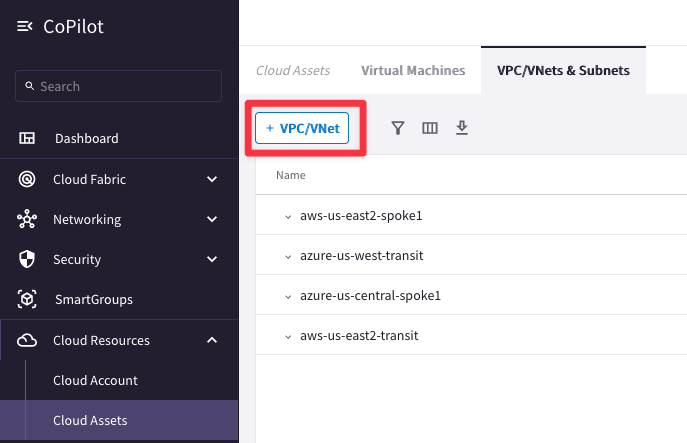 CoPilot
Search
Dashboard
Cloud Fabric
Networking
Security
SmartGroups
Cloud Resources
Cloud Account
Cloud Assets
Cloud Assets Virtual Machines VPC/VNets & Subnets
+ VPC/VNet
Name
aws-us-east2-spoke1
azure-us-west-transit
azure-us-central-spoke1
aws-us-east2-transit